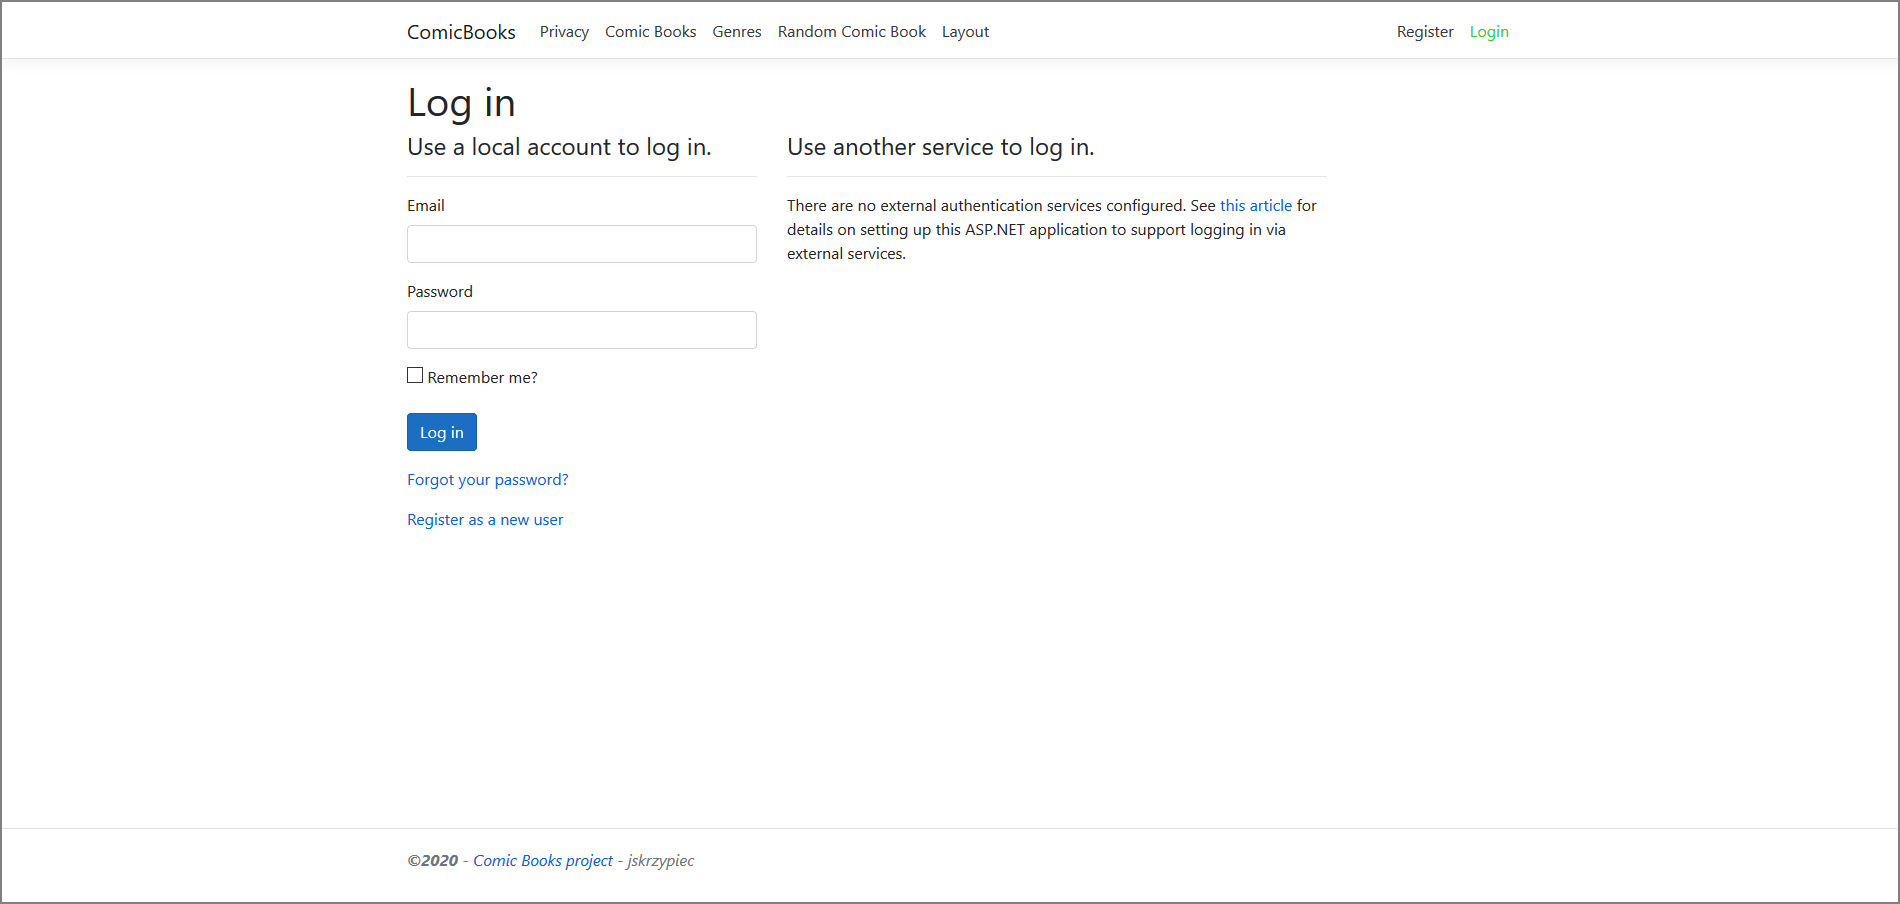 ComicBooks Privacy Comic Books Genres Random Comic Book Layout Register Login
Log in
Use a local account to log in.
Email
Password
Remember me?
Log in
Forgot your password?
Register as a new user
Use another service to log in.
There are no external authentication services configured. See this article for
details on setting up this ASP.NET application to support logging in via
external services.
©2020 - Comic Books project - jskrzypiec